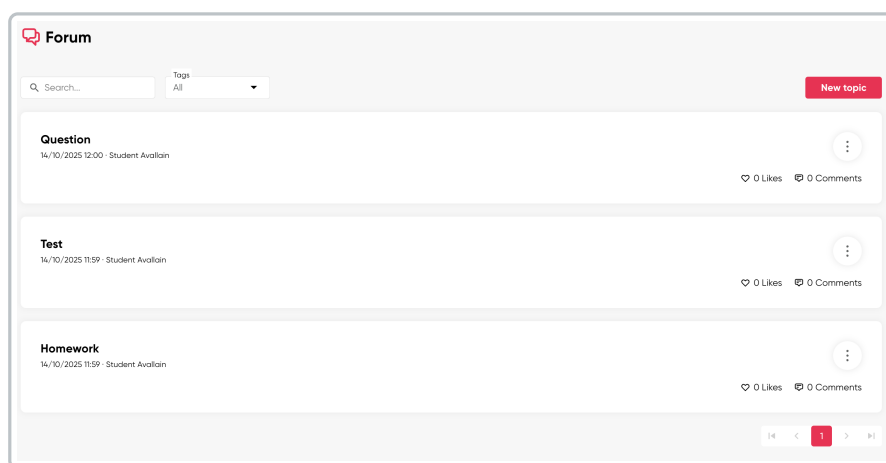 Forum
Tags
Search...
All
New topic
Question
14/10/2025 12:00 · Student Avallain
0 Likes
0 Comments
Test
14/10/2025 11:59 · Student Avallain
0 Likes
0 Comments
Homework
14/10/2025 11:59 · Student Avallain
0 Likes
0 Comments
1